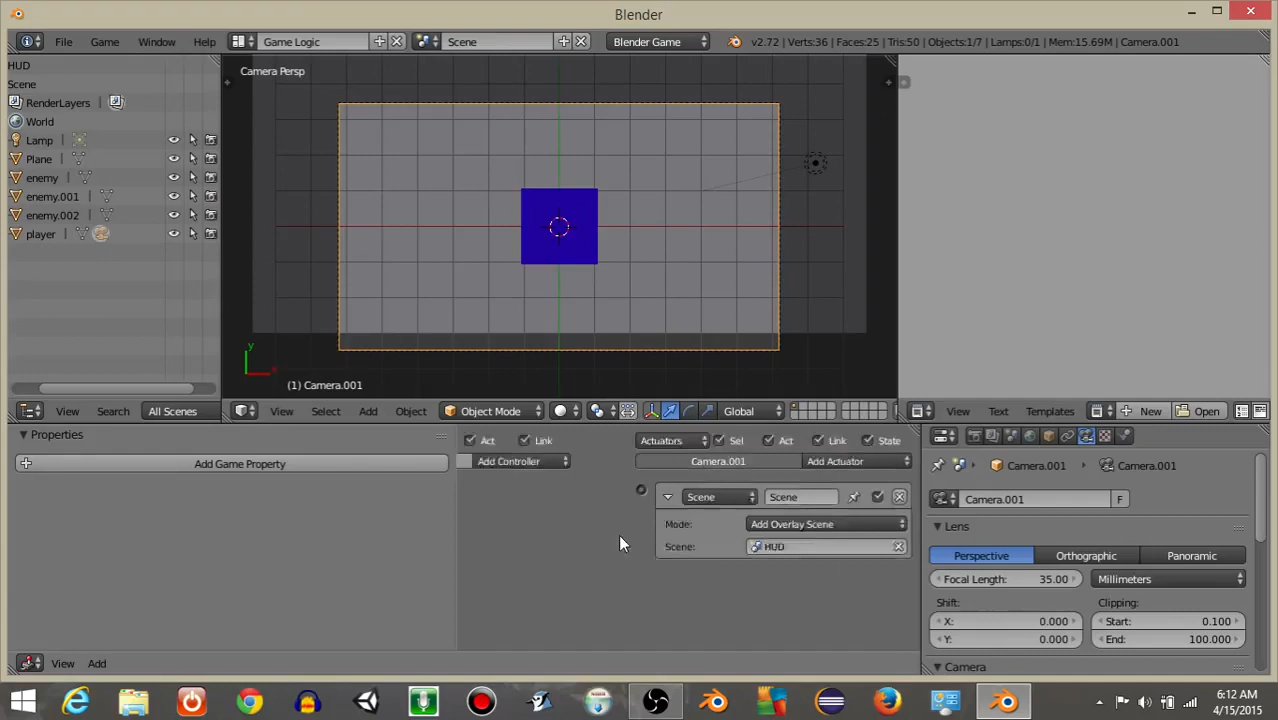 Blender
File Game Window Help Game Logic Scene Blender Game v2.72 | Verts:36 | Faces:25 | Tris:50 | Objects:1/7 | Lamps:0/1 | Mem:15.69M | Camera.001
HUD
Scene
RenderLayers
World
Lamp
Plane
enemy
enemy.001
enemy.002
player
Camera Persp
y
x
(1) Camera.001
View Search All Scenes
View Select Add Object Object Mode Global
View Text Templates New Open
Properties
Add Game Property
Act Link
Add Controller
Actuators Sel Act Link State
Camera.001 Add Actuator
Scene Scene
Mode: Add Overlay Scene
Scene: HUD
View Add
Camera.001 Camera.001
Camera.001 F
Lens
Perspective Orthographic Panoramic
Focal Length: 35.00 Millimeters
Shift: Clipping:
X: 0.000 Start: 0.100
Y: 0.000 End: 100.000
Camera
6:12 AM
4/15/2015